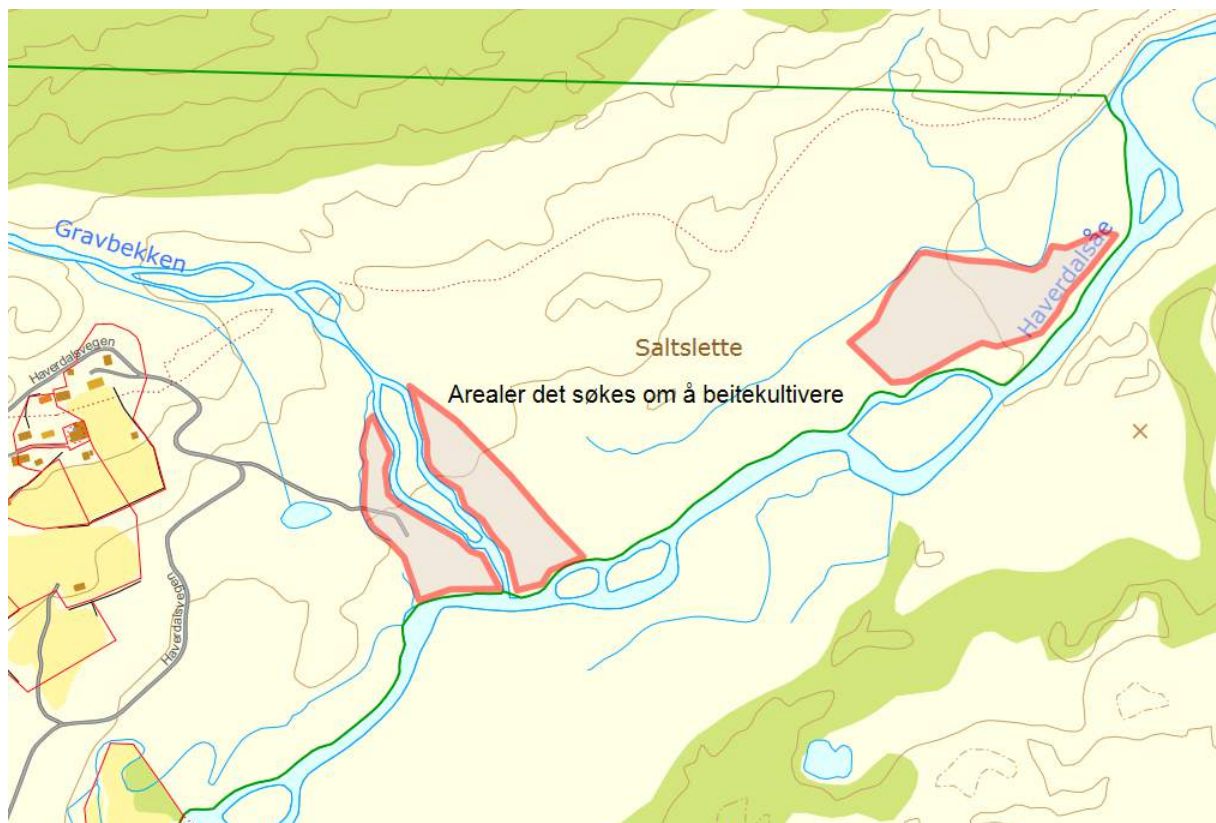 Gravbekken
Haverdalsåe
Haverdalsvegen
Saltslette
Arealer det søkes om å beitekultivere
Haverdalsvegen